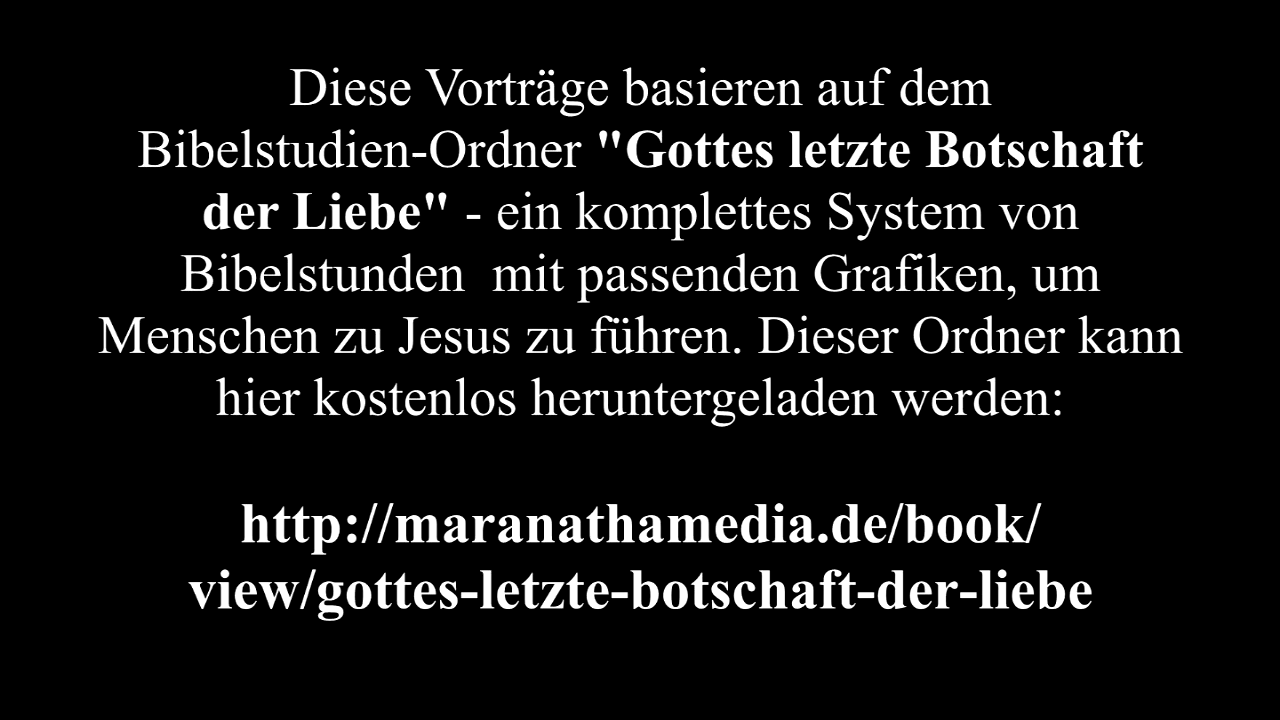 Diese Vorträge basieren auf dem
Bibelstudien-Ordner "Gottes letzte Botschaft
der Liebe" - ein komplettes System von
Bibelstunden  mit passenden Grafiken, um
Menschen zu Jesus zu führen. Dieser Ordner kann
hier kostenlos heruntergeladen werden:
http://maranathamedia.de/book/
view/gottes-letzte-botschaft-der-liebe